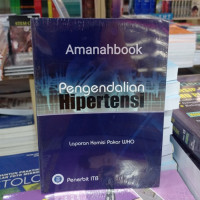 Amanahbook
Pengendalian
Hipertensi
Laporan Komisi Pakar WHO
Penerbit ITB